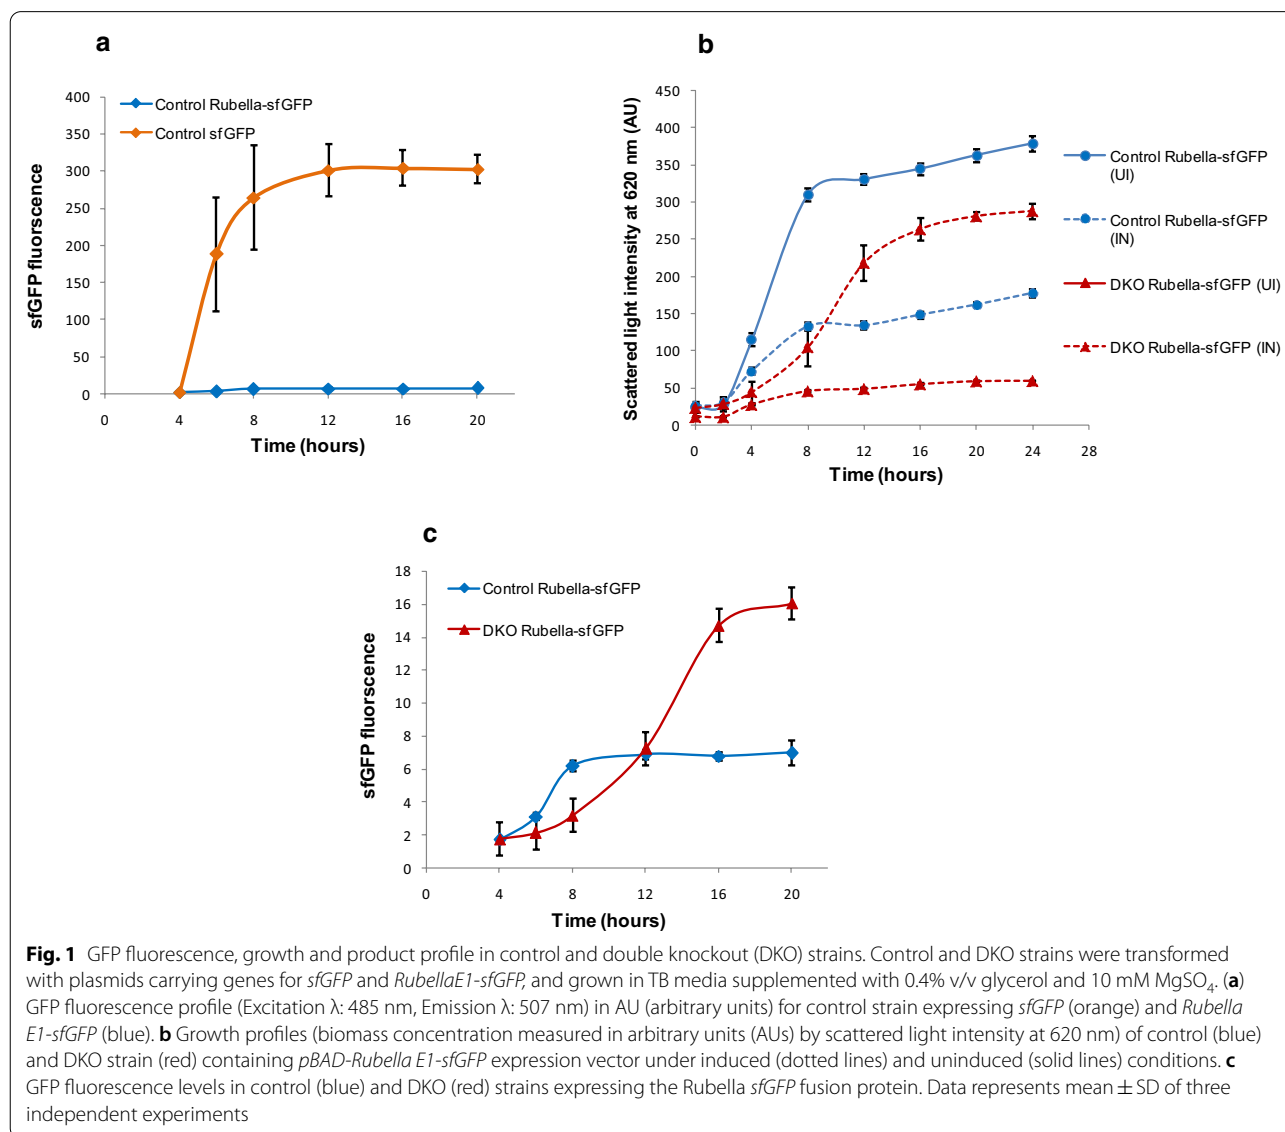 a
400
350
300
250
200
150
100
50
0
sfGFP fluorescence
Control Rubella-sfGFP
Control sfGFP
0 4 8 12 16 20
Time (hours)
b
450
400
350
300
250
200
150
100
50
0
Scattered light intensity at 620 nm (AU)
0 4 8 12 16 20 24 28
Time (hours)
Control Rubella-sfGFP
(UI)
Control Rubella-sfGFP
(IN)
DKO Rubella-sfGFP (UI)
DKO Rubella-sfGFP (IN)
c
18
16
14
12
10
8
6
4
2
0
sfGFP fluorescence
Control Rubella-sfGFP
DKO Rubella-sfGFP
0 4 8 12 16 20
Time (hours)
Fig. 1 GFP fluorescence, growth and product profile in control and double knockout (DKO) strains. Control and DKO strains were transformed
with plasmids carrying genes for sfGFP and RubellaE1-sfGFP, and grown in TB media supplemented with 0.4% v/v glycerol and 10 mM MgSO₄. (a)
GFP fluorescence profile (Excitation λ: 485 nm, Emission λ: 507 nm) in AU (arbitrary units) for control strain expressing sfGFP (orange) and Rubella
E1-sfGFP (blue). b Growth profiles (biomass concentration measured in arbitrary units (AUs) by scattered light intensity at 620 nm) of control (blue)
and DKO strain (red) containing pBAD-Rubella E1-sfGFP expression vector under induced (dotted lines) and uninduced (solid lines) conditions. c
GFP fluorescence levels in control (blue) and DKO (red) strains expressing the Rubella sfGFP fusion protein. Data represents mean ± SD of three
independent experiments